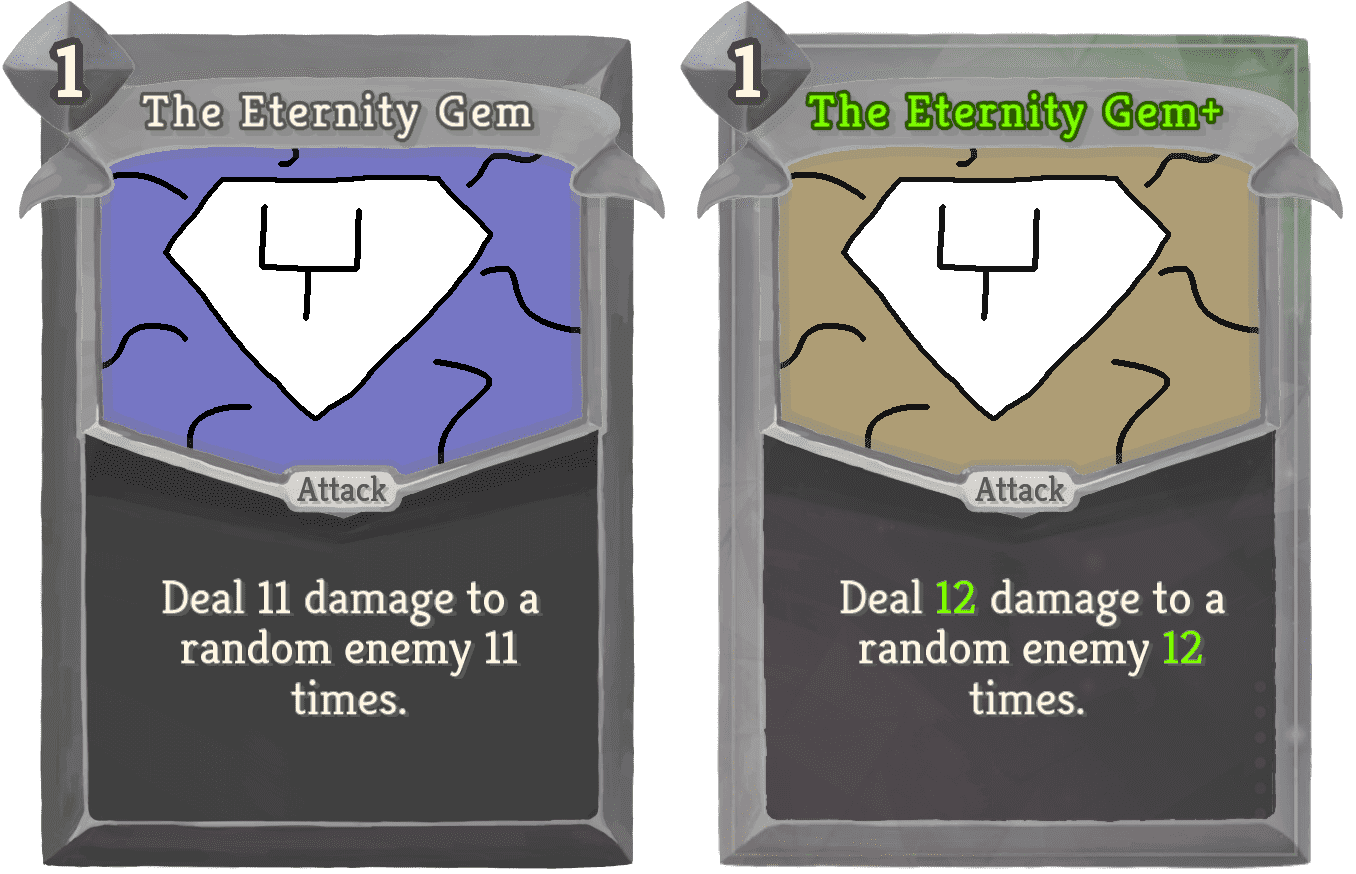 1
The Eternity Gem
Attack
Deal 11 damage to a
random enemy 11
times.
1
The Eternity Gem+
Attack
Deal 12 damage to a
random enemy 12
times.